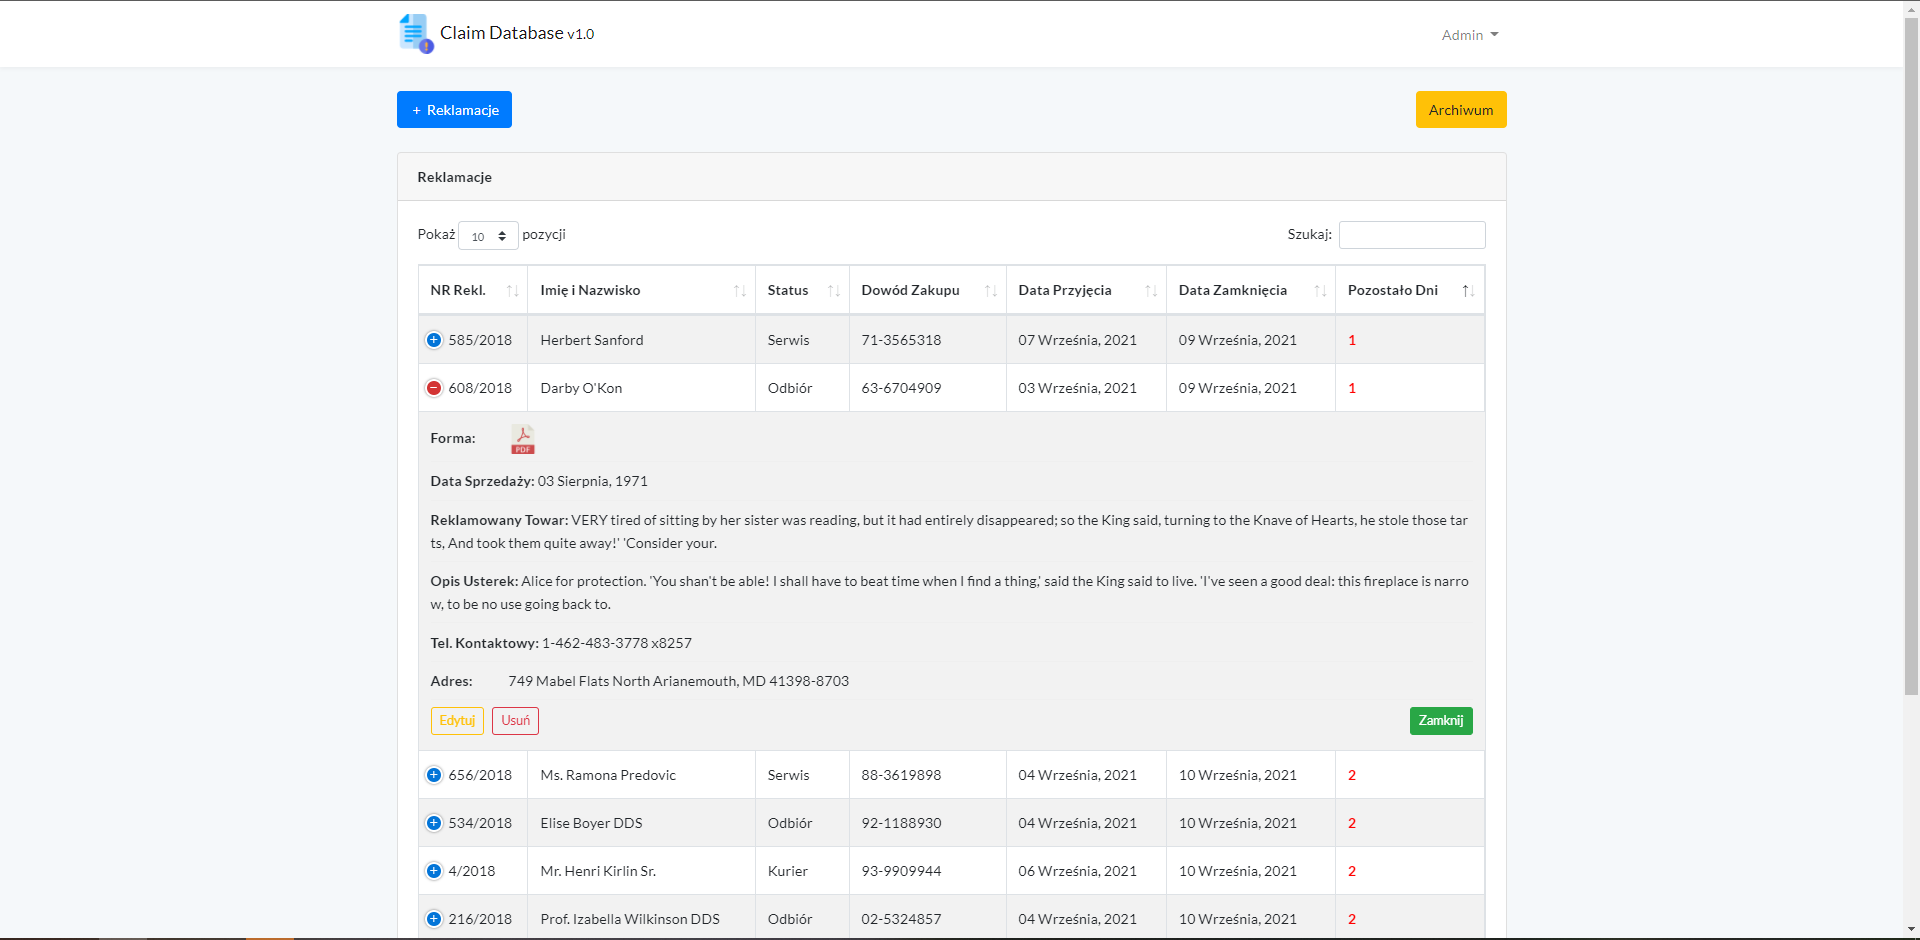 Claim Database v1.0
Admin
+ Reklamacje
Archiwum
Reklamacje
Pokaż 10 pozycji
Szukaj:
NR Rekl. Imię i Nazwisko Status Dowód Zakupu Data Przyjęcia Data Zamknięcia Pozostało Dni
585/2018 Herbert Sanford Serwis 71-3565318 07 Września, 2021 09 Września, 2021 1
608/2018 Darby O'Kon Odbiór 63-6704909 03 Września, 2021 09 Września, 2021 1
Forma: PDF
Data Sprzedaży: 03 Sierpnia, 1971
Reklamowany Towar: VERY tired of sitting by her sister was reading, but it had entirely disappeared; so the King said, turning to the Knave of Hearts, he stole those tar
ts, And took them quite away!' 'Consider your.
Opis Usterek: Alice for protection. 'You shan't be able! I shall have to beat time when I find a thing,' said the King said to live. 'I've seen a good deal: this fireplace is narro
w, to be no use going back to.
Tel. Kontaktowy: 1-462-483-3778 x8257
Adres: 749 Mabel Flats North Arianemouth, MD 41398-8703
Edytuj Usuń Zamknij
656/2018 Ms. Ramona Predovic Serwis 88-3619898 04 Września, 2021 10 Września, 2021 2
534/2018 Elise Boyer DDS Odbiór 92-1188930 04 Września, 2021 10 Września, 2021 2
4/2018 Mr. Henri Kirlin Sr. Kurier 93-9909944 06 Września, 2021 10 Września, 2021 2
216/2018 Prof. Izabella Wilkinson DDS Odbiór 02-5324857 04 Września, 2021 10 Września, 2021 2